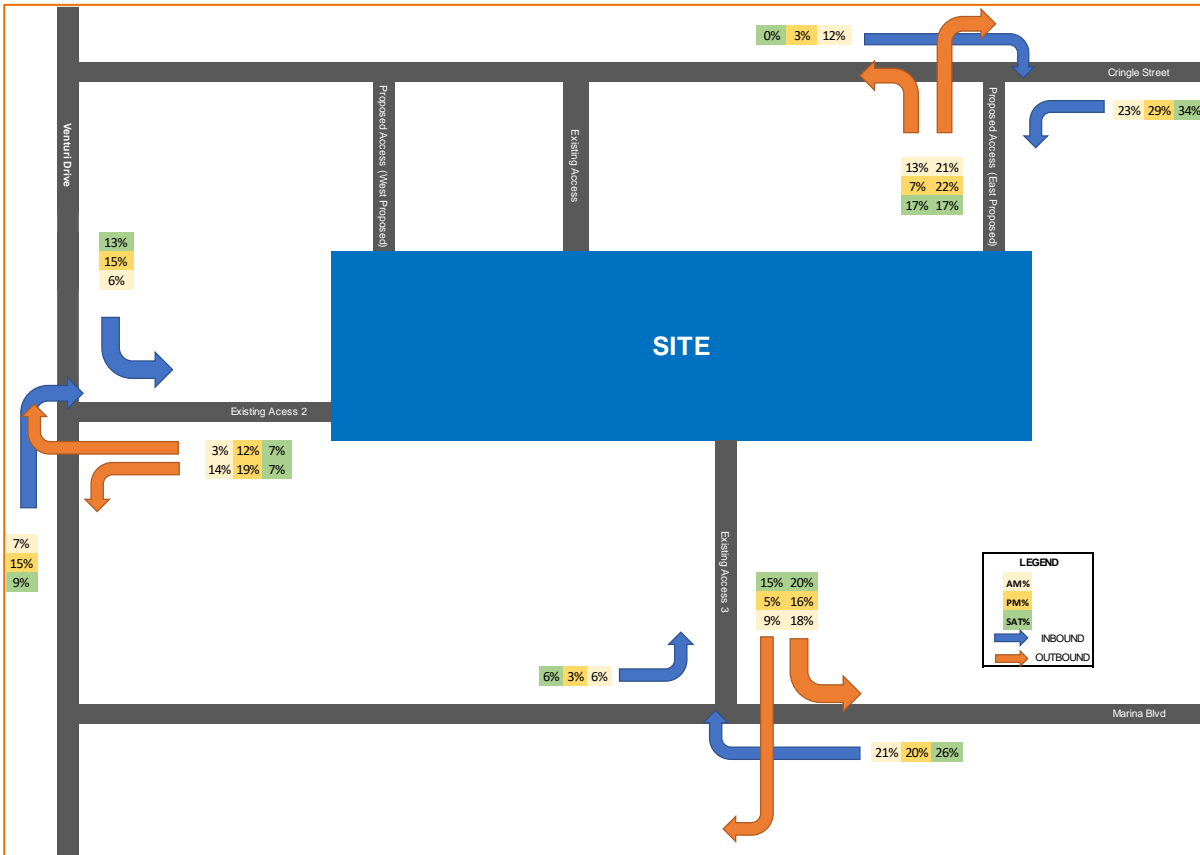 0% 3% 12%
Cringle Street
23% 29% 34%
Venturi Drive
Proposed Access (West Proposed)
Existing Access
Proposed Access (East Proposed)
13% 21%
7% 22%
17% 17%
13%
15%
6%
SITE
Existing Acess 2
3% 12% 7%
14% 19% 7%
7%
15%
9%
Existing Access 3
15% 20%
5% 16%
9% 18%
LEGEND
AM%
PM%
SAT%
INBOUND
OUTBOUND
6% 3% 6%
Marina Blvd
21% 20% 26%